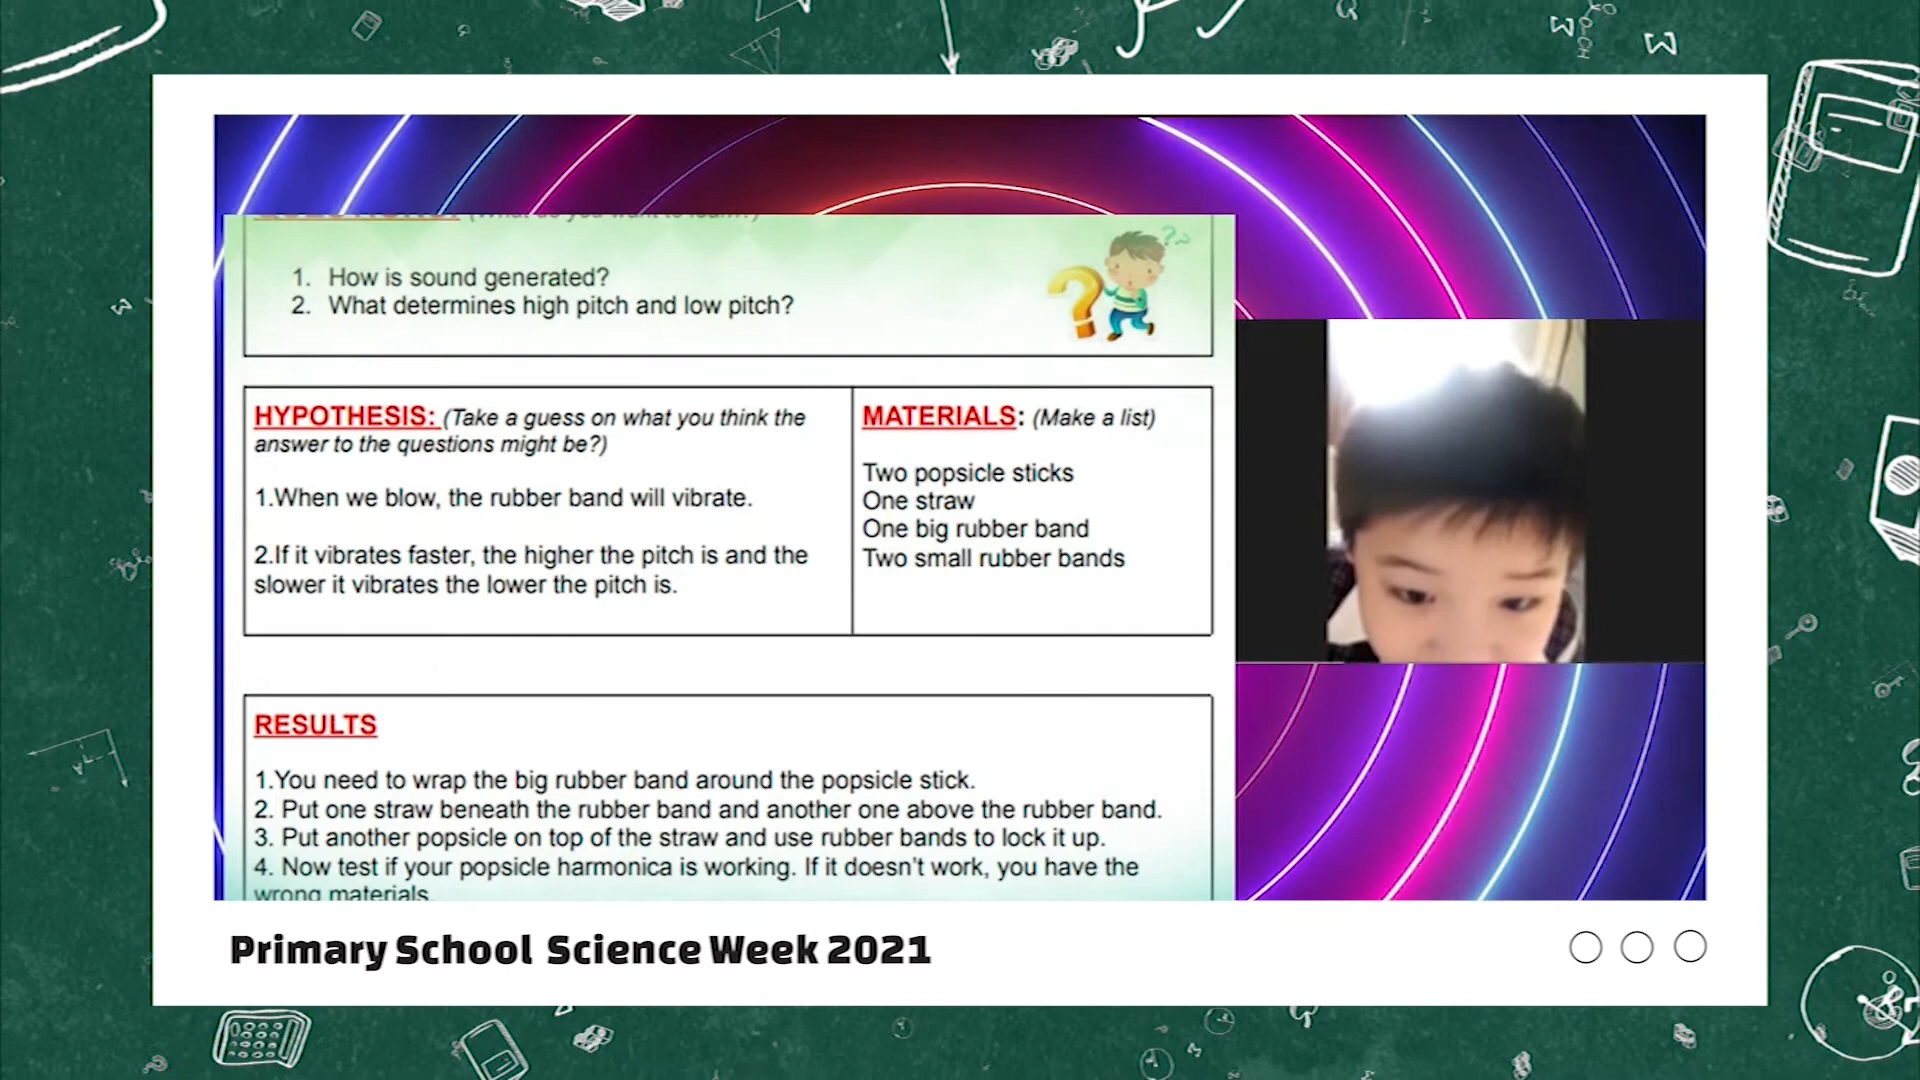 1. How is sound generated?
2. What determines high pitch and low pitch?
HYPOTHESIS: (Take a guess on what you think the
answer to the questions might be?)
1.When we blow, the rubber band will vibrate.
2.If it vibrates faster, the higher the pitch is and the
slower it vibrates the lower the pitch is.
MATERIALS: (Make a list)
Two popsicle sticks
One straw
One big rubber band
Two small rubber bands
RESULTS
1.You need to wrap the big rubber band around the popsicle stick.
2. Put one straw beneath the rubber band and another one above the rubber band.
3. Put another popsicle on top of the straw and use rubber bands to lock it up.
4. Now test if your popsicle harmonica is working. If it doesn't work, you have the
wrong materials.
Primary School Science Week 2021